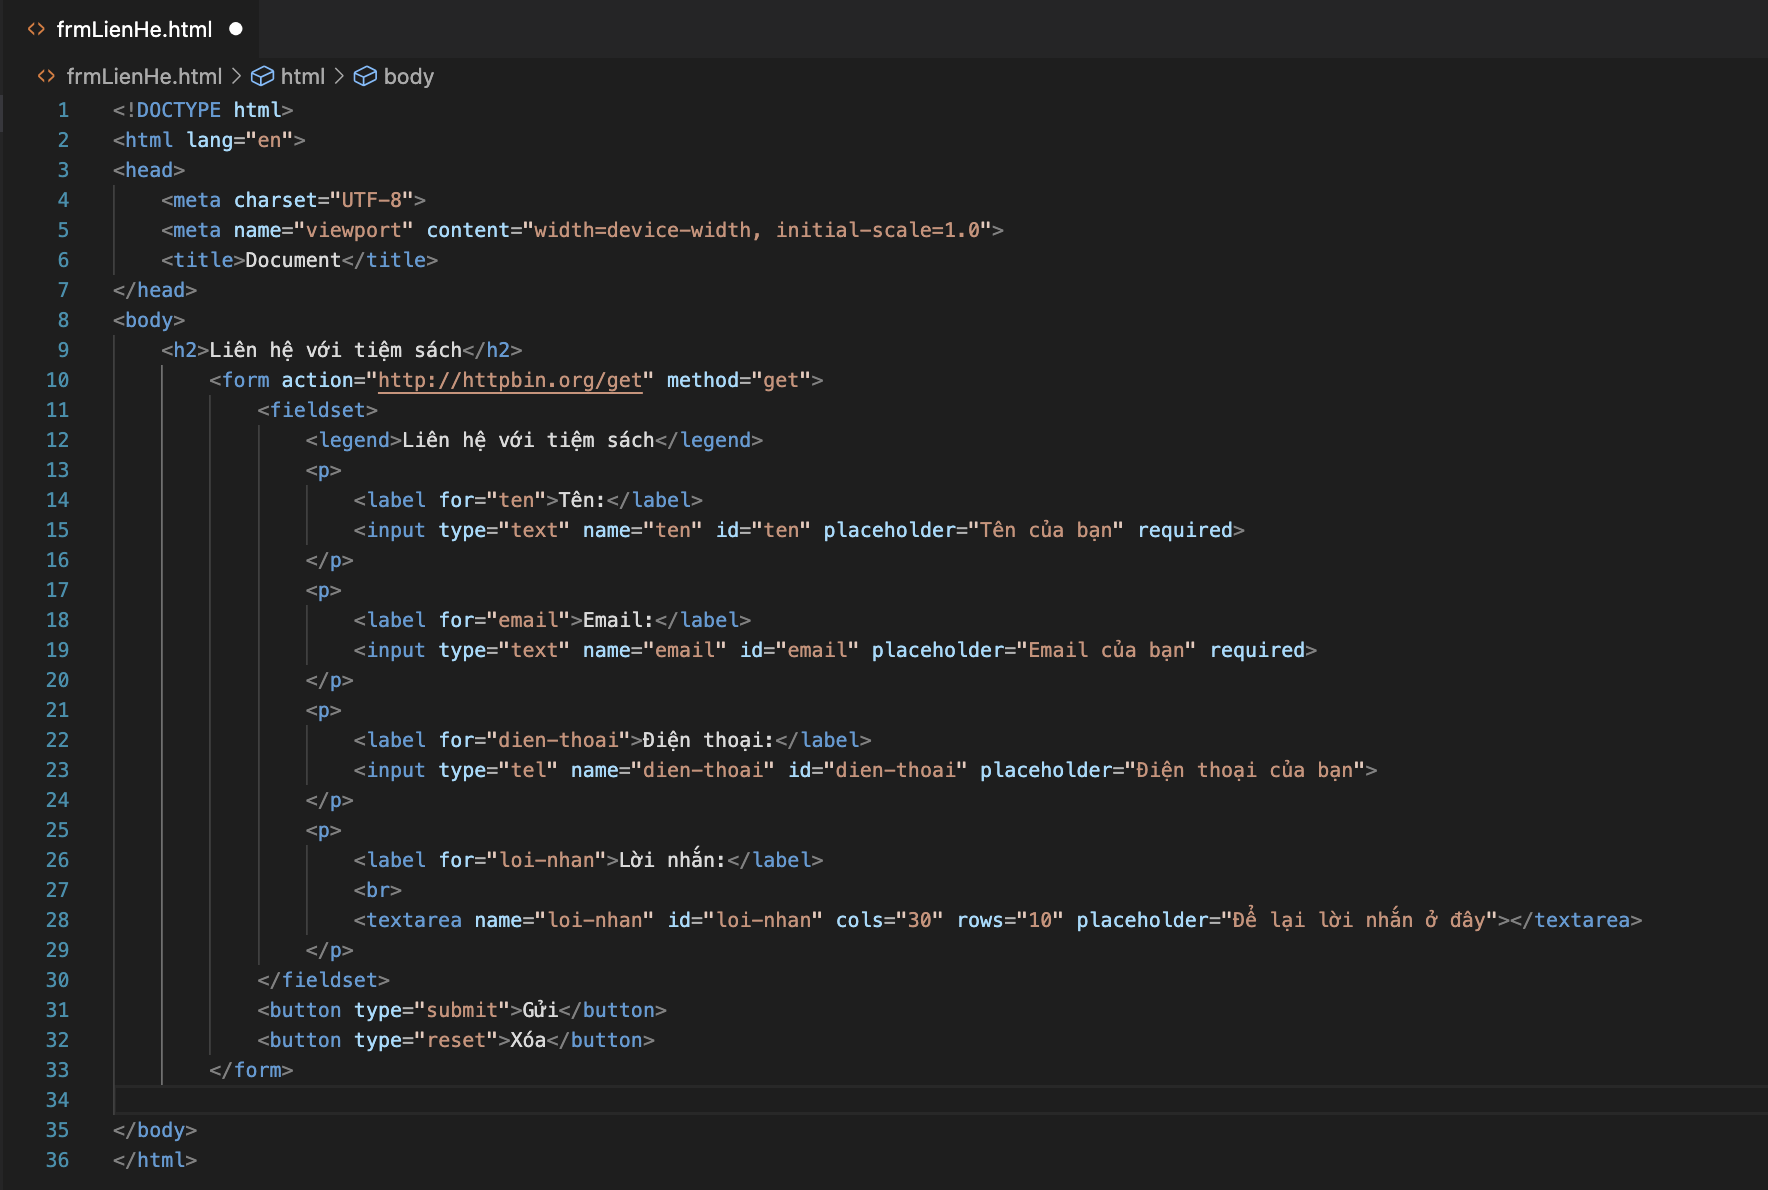 frmLienHe.html
frmLienHe.html > html > body
1 <!DOCTYPE html>
2 <html lang="en">
3 <head>
4     <meta charset="UTF-8">
5     <meta name="viewport" content="width=device-width, initial-scale=1.0">
6     <title>Document</title>
7 </head>
8 <body>
9     <h2>Liên hệ với tiệm sách</h2>
10         <form action="http://httpbin.org/get" method="get">
11             <fieldset>
12                 <legend>Liên hệ với tiệm sách</legend>
13                 <p>
14                     <label for="ten">Tên:</label>
15                     <input type="text" name="ten" id="ten" placeholder="Tên của bạn" required>
16                 </p>
17                 <p>
18                     <label for="email">Email:</label>
19                     <input type="text" name="email" id="email" placeholder="Email của bạn" required>
20                 </p>
21                 <p>
22                     <label for="dien-thoai">Điện thoại:</label>
23                     <input type="tel" name="dien-thoai" id="dien-thoai" placeholder="Điện thoại của bạn">
24                 </p>
25                 <p>
26                     <label for="loi-nhan">Lời nhắn:</label>
27                     <br>
28                     <textarea name="loi-nhan" id="loi-nhan" cols="30" rows="10" placeholder="Để lại lời nhắn ở đây"></textarea>
29                 </p>
30             </fieldset>
31             <button type="submit">Gửi</button>
32             <button type="reset">Xóa</button>
33         </form>
34
35 </body>
36 </html>